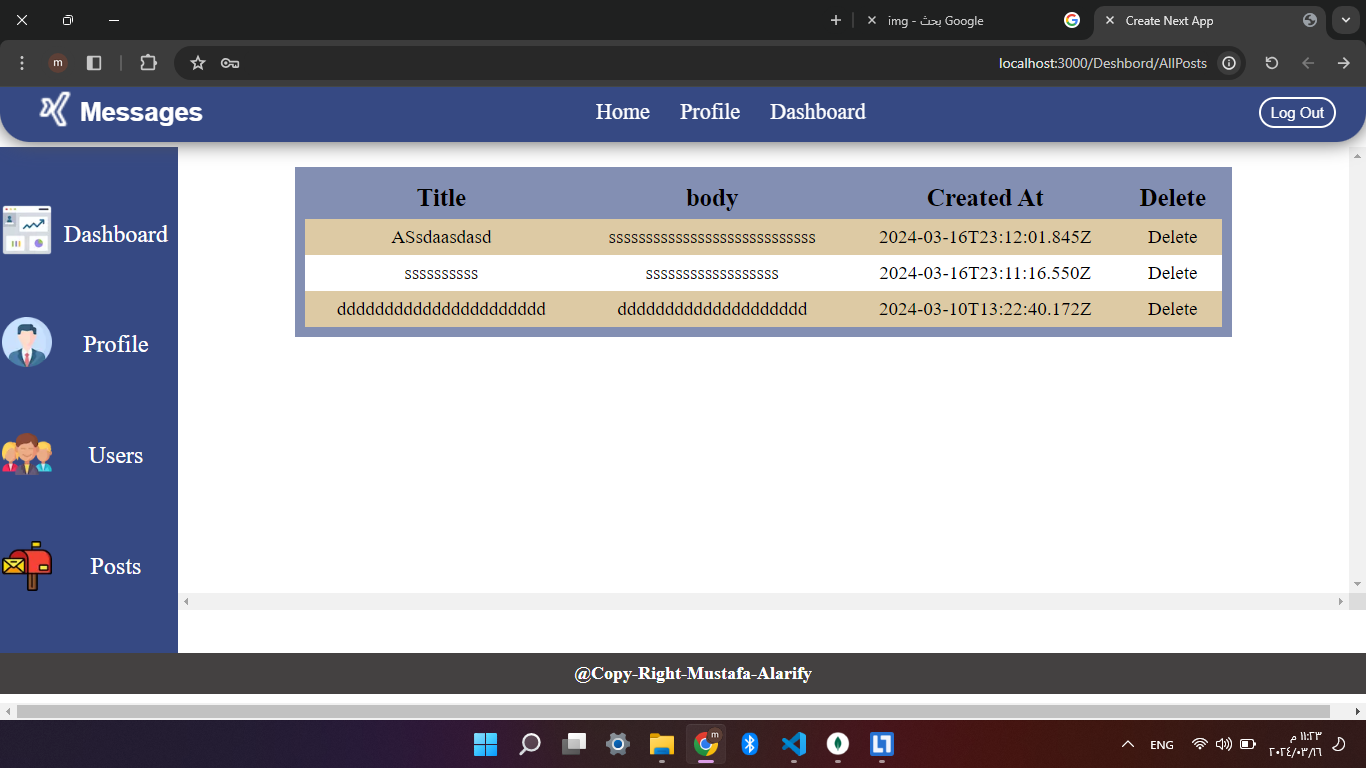 بحث Google - img
Create Next App
m
localhost:3000/Deshbord/AllPosts
Messages
Home Profile Dashboard
Log Out
Dashboard
Profile
Users
Posts
Title body Created At Delete
ASsdaasdasd ssssssssssssssssssssssssssss 2024-03-16T23:12:01.845Z Delete
ssssssssss ssssssssssssssssss 2024-03-16T23:11:16.550Z Delete
dddddddddddddddddddddd dddddddddddddddddddd 2024-03-10T13:22:40.172Z Delete
@Copy-Right-Mustafa-Alarify
m
ENG
١١:٢٣ م
٢٠٢٤/٠٣/١٦